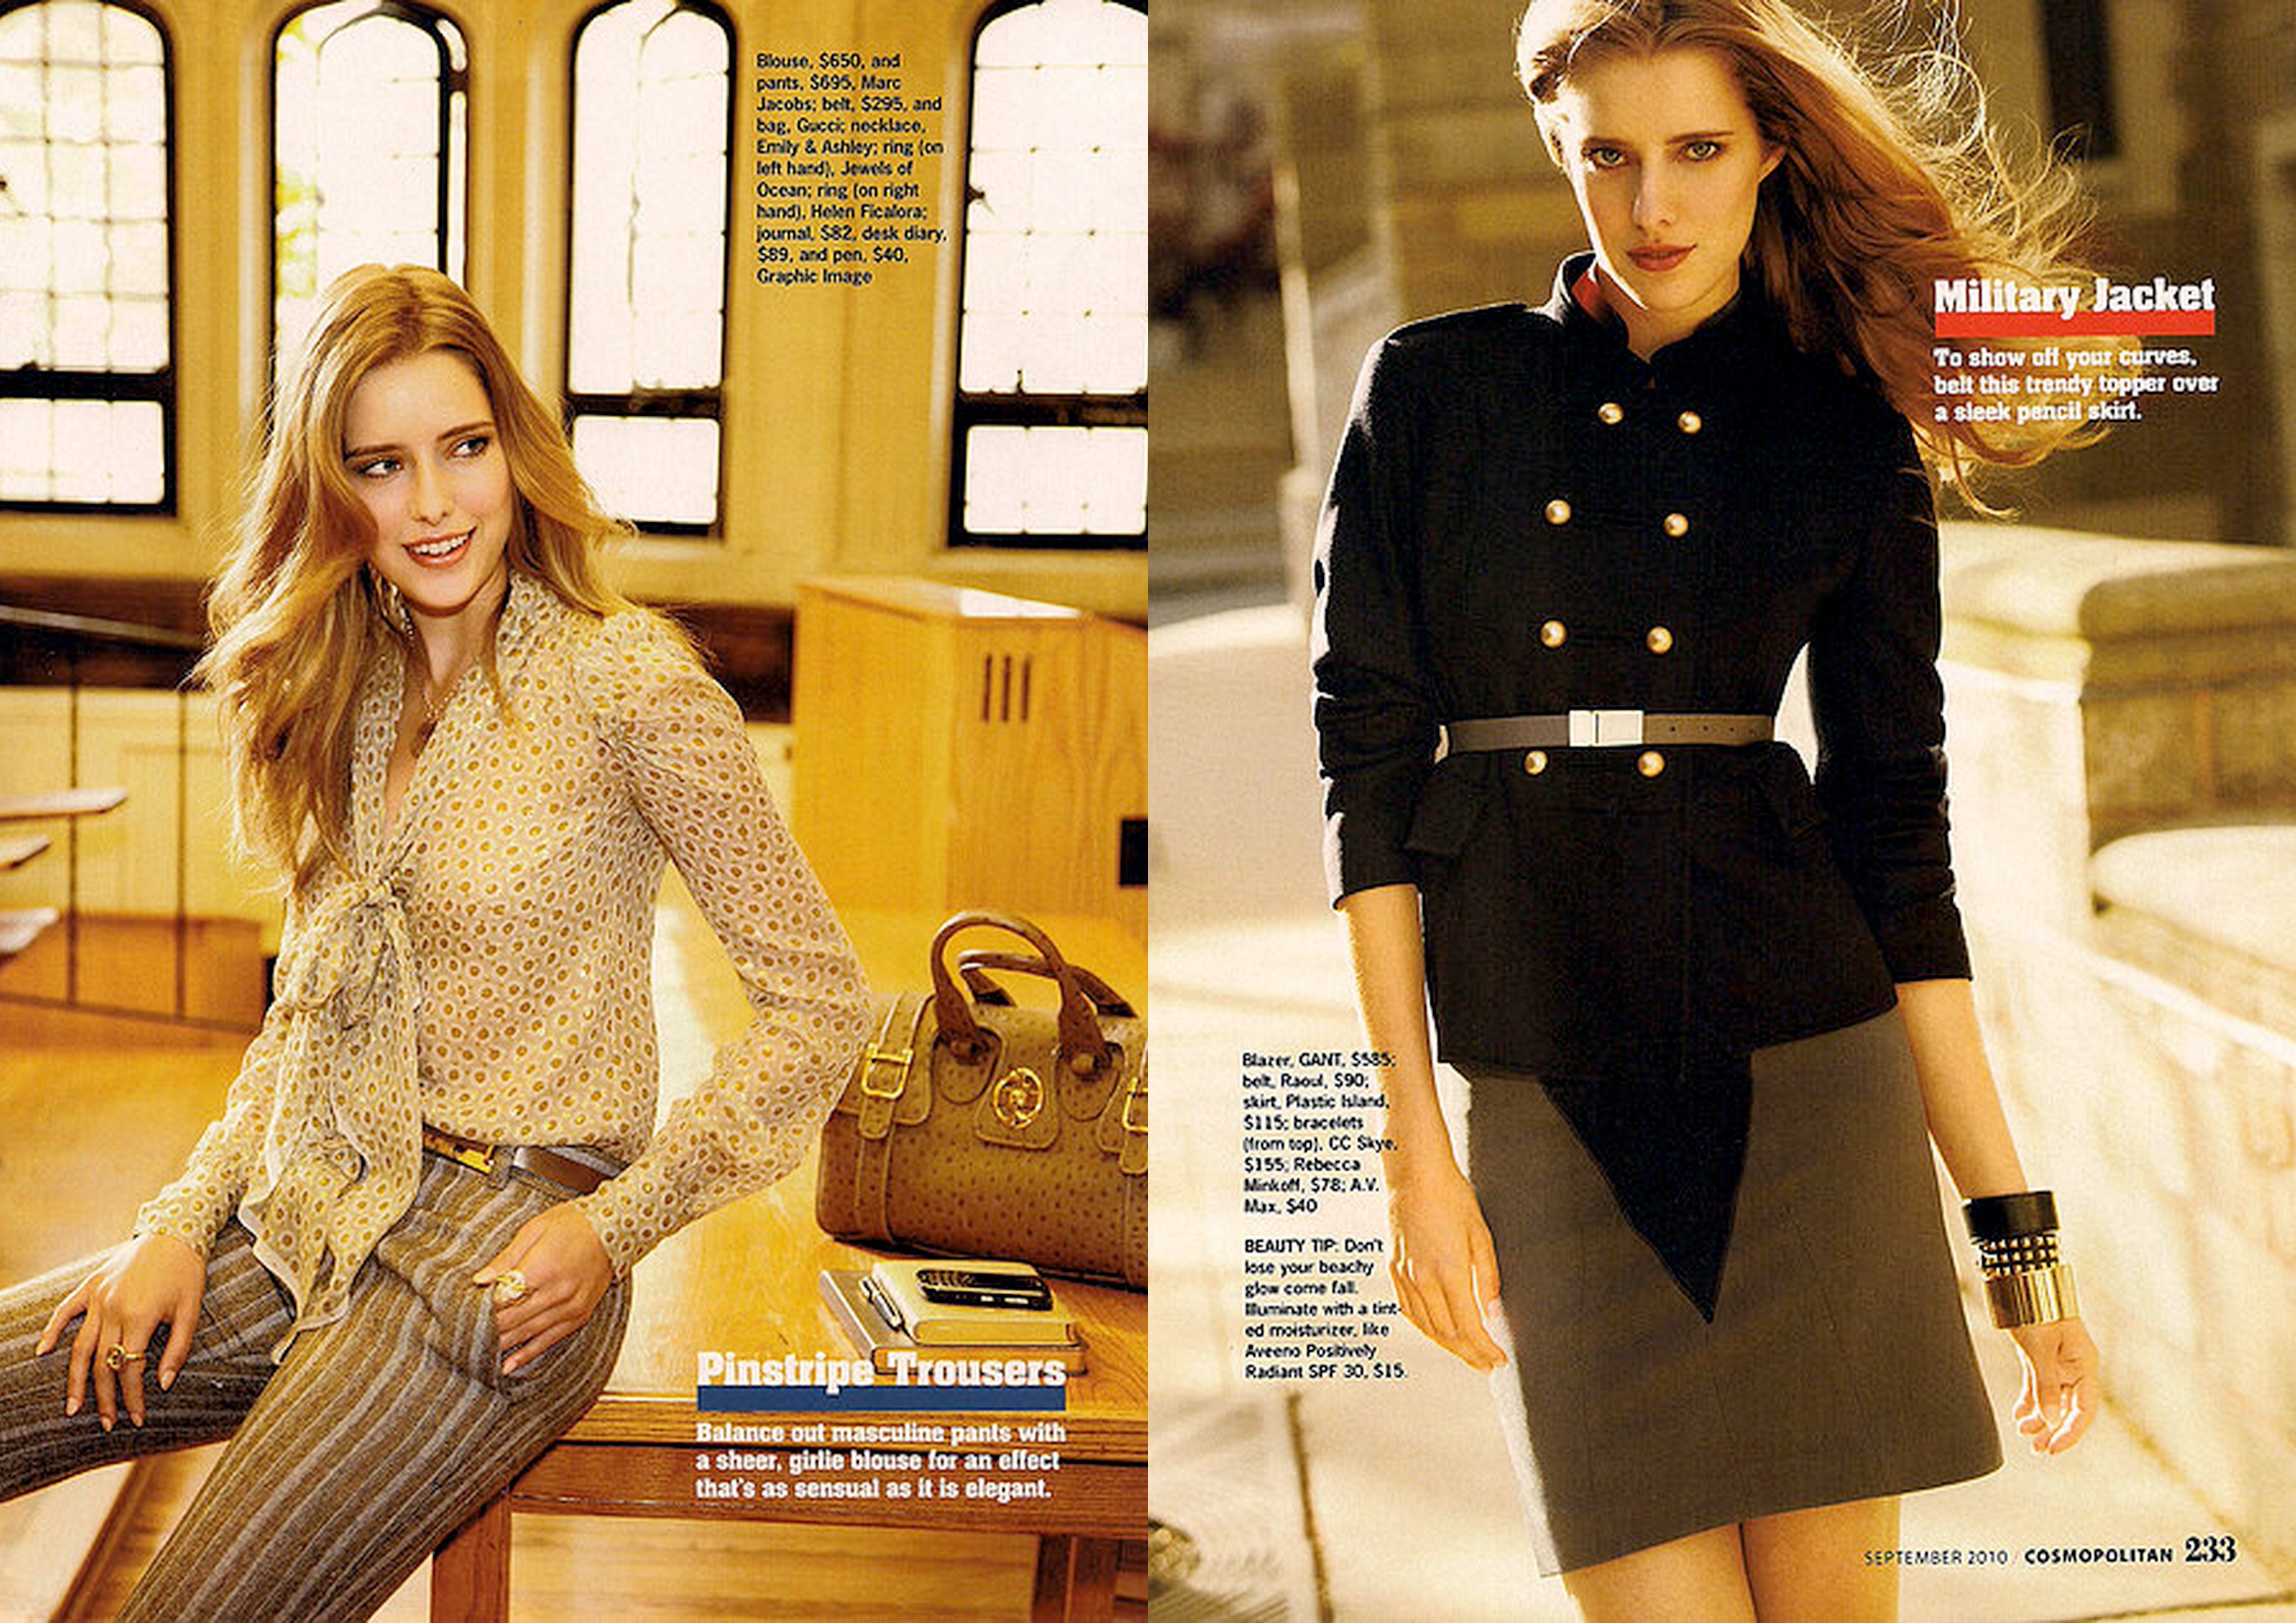 Blouse, $650, and
pants, $695, Marc
Jacobs; belt, $295, and
bag, Gucci; necklace,
Emily & Ashley; ring (on
left hand), Jewels of
Ocean; ring (on right
hand), Helen Ficalora;
journal, $82, desk diary,
$89, and pen, $40,
Graphic Image
Pinstripe Trousers
Balance out masculine pants with
a sheer, girlie blouse for an effect
that's as sensual as it is elegant.
Military Jacket
To show off your curves,
belt this trendy topper over
a sleek pencil skirt.
Blazer, GANT, $585;
belt, Raoul, $90;
skirt, Plastic Island,
$115; bracelets
(from top), CC Skye,
$155; Rebecca
Minkoff, $78; A.V.
Max, $40
BEAUTY TIP: Don't
lose your beachy
glow come fall.
Illuminate with a tint-
ed moisturizer, like
Aveeno Positively
Radiant SPF 30, $15.
SEPTEMBER 2010 / COSMOPOLITAN 233